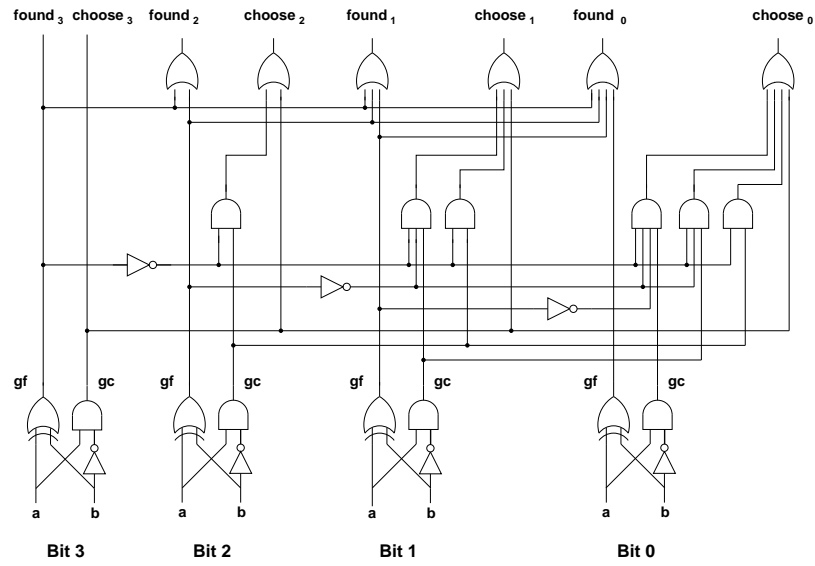 found 3 choose 3 found 2 choose 2 found 1 choose 1 found 0 choose 0
gf gc gf gc gf gc gf gc
a b a b a b a b
Bit 3 Bit 2 Bit 1 Bit 0